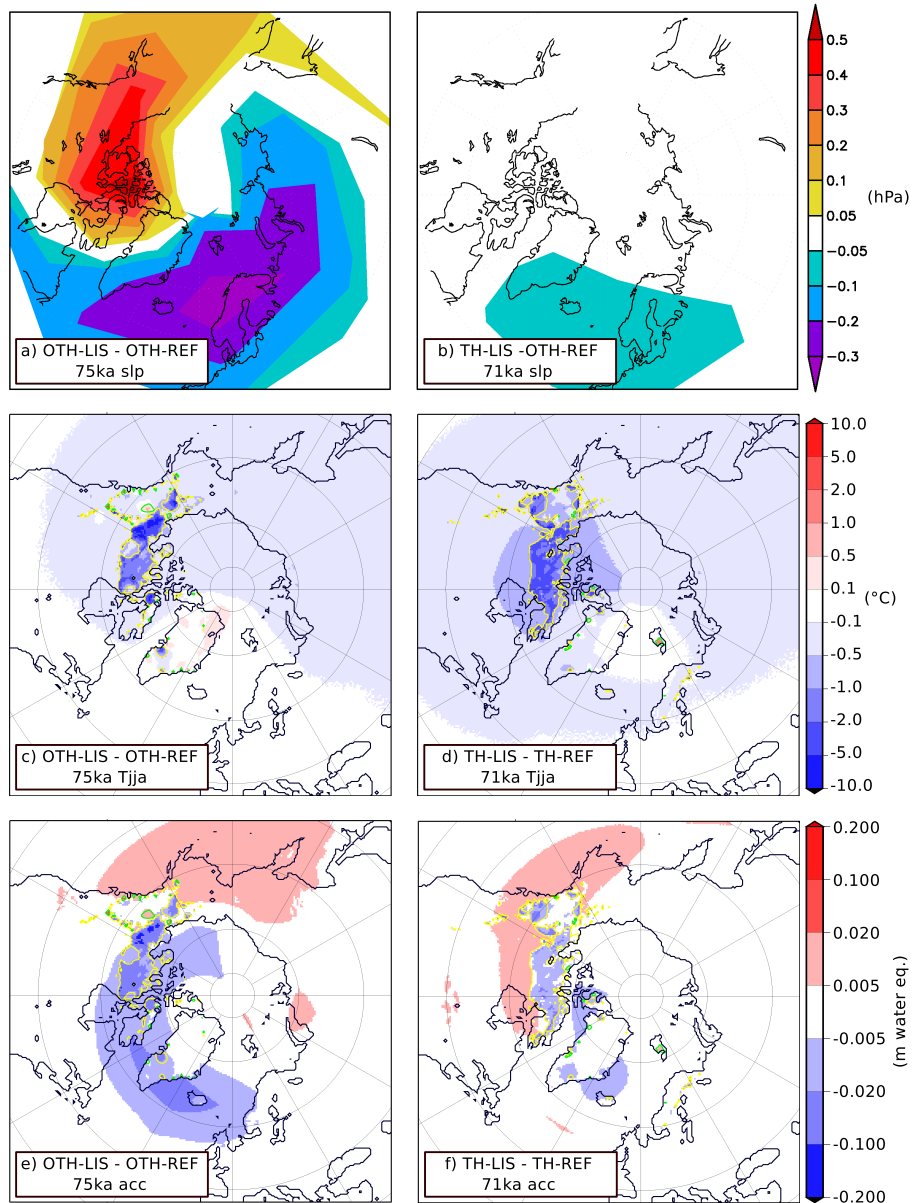 a) OTH-LIS - OTH-REF
75ka slp
b) TH-LIS -OTH-REF
71ka slp
0.5
0.4
0.3
0.2
0.1
0.05
−0.05
−0.1
−0.2
−0.3
(hPa)
c) OTH-LIS - OTH-REF
75ka Tjja
d) TH-LIS - TH-REF
71ka Tjja
10.0
5.0
2.0
1.0
0.5
0.1
-0.1
-0.5
-1.0
-2.0
-5.0
-10.0
(°C)
e) OTH-LIS - OTH-REF
75ka acc
f) TH-LIS - TH-REF
71ka acc
0.200
0.100
0.020
0.005
-0.005
-0.020
-0.100
-0.200
(m water eq.)